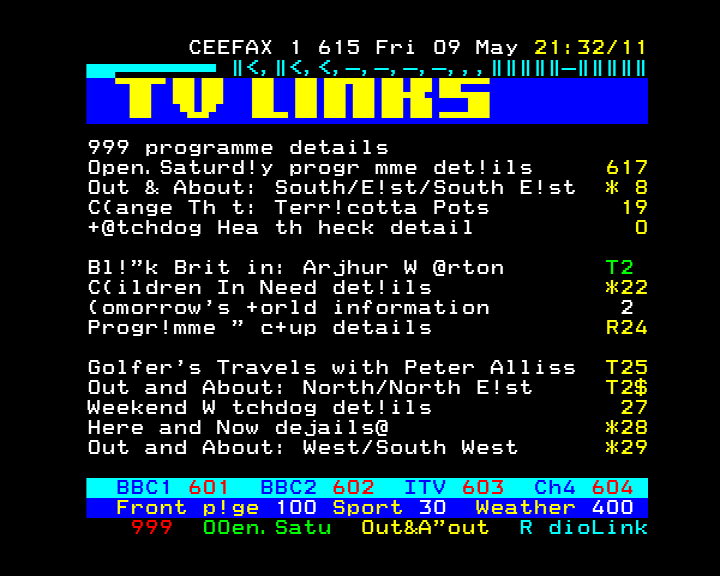 CEEFAX 1 615 Fri 09 May 21:32/11
TV LINKS
999 programme details
Open.Saturd!y progr mme det!ils 617
Out & About: South/E!st/South E!st * 8
C(ange Th t: Terr!cotta Pots 19
+@tchdog Hea th heck detail 0
Bl!"k Brit in: Arjhur W @rton T2
C(ildren In Need det!ils *22
(omorrow's +orld information 2
Progr!mme " c+up details R24
Golfer's Travels with Peter Alliss T25
Out and About: North/North E!st T2$
Weekend W tchdog det!ils 27
Here and Now dejails@ *28
Out and About: West/South West *29
BBC1 601 BBC2 602 ITV 603 Ch4 604
Front p!ge 100 Sport 30 Weather 400
999 OOen.Satu Out&A"out R dioLink